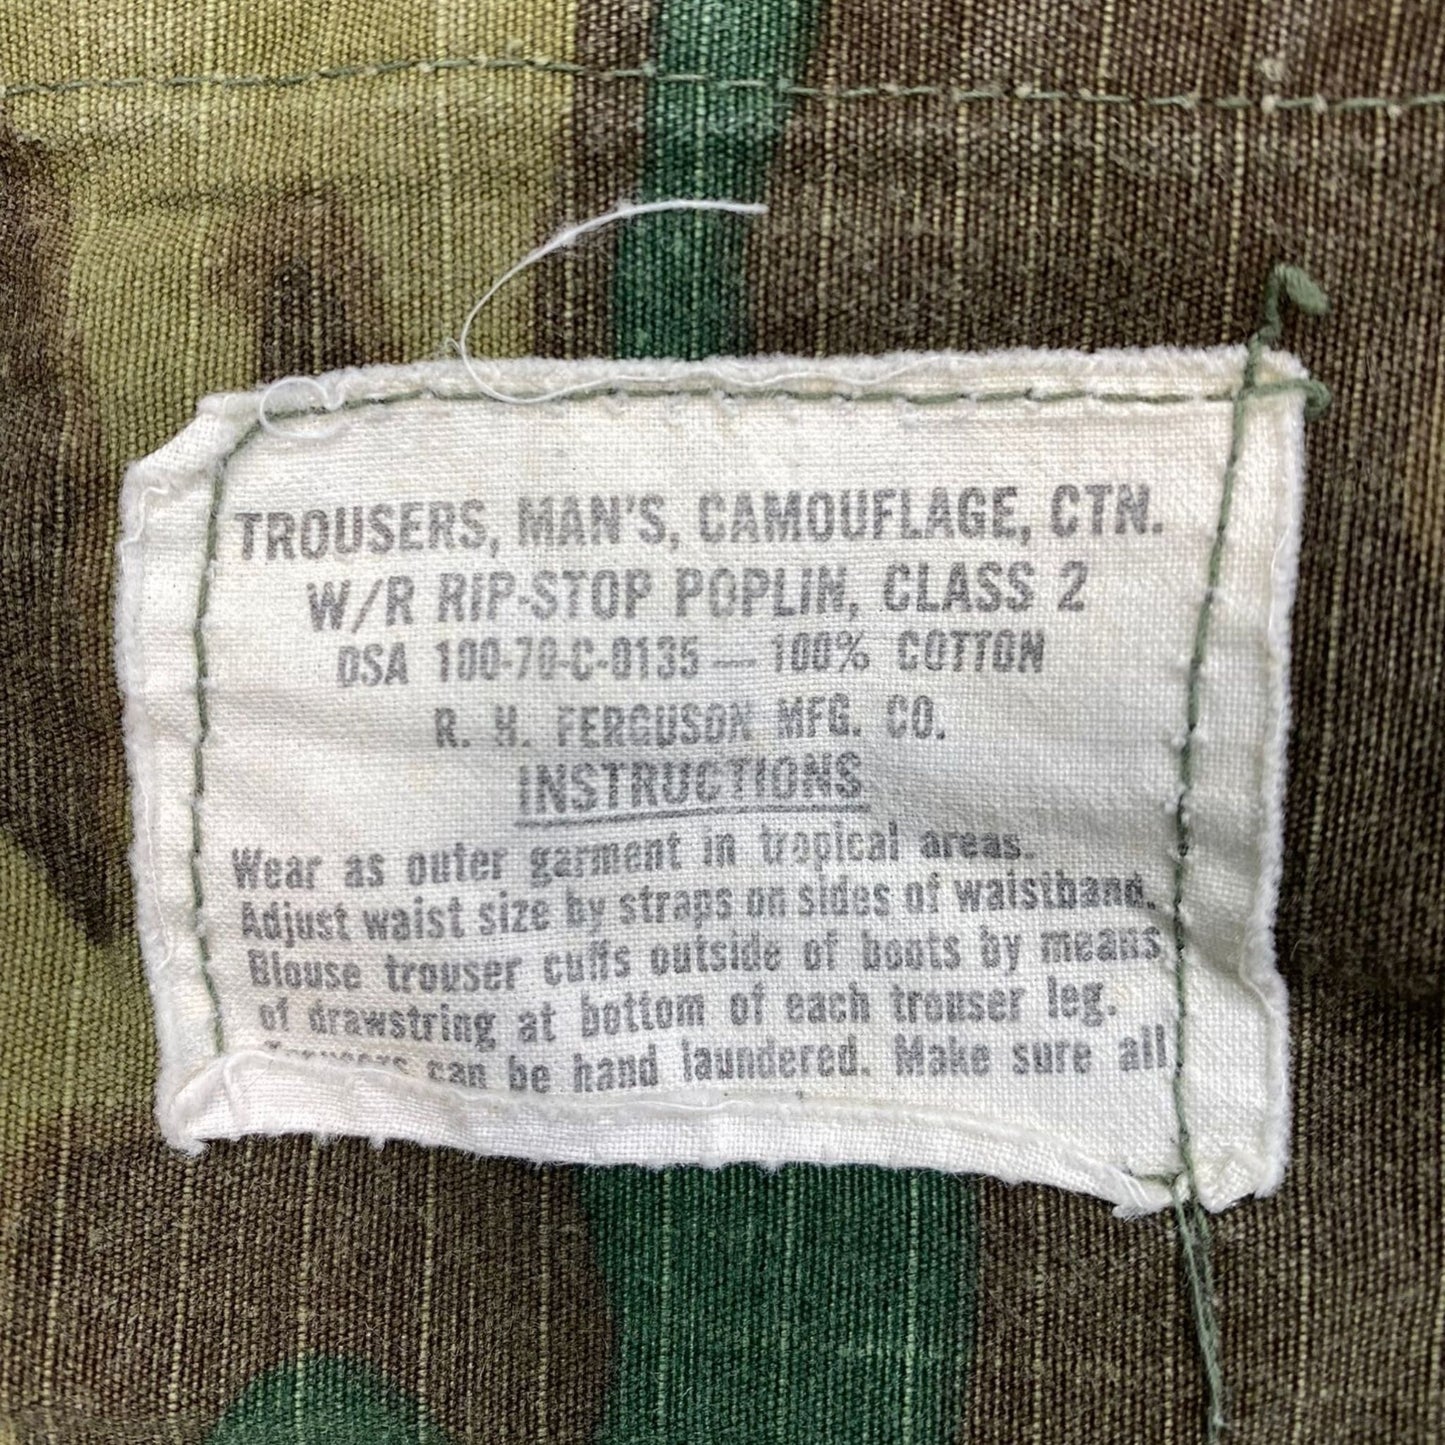 TROUSERS, MAN'S, CAMOUFLAGE, CTN.
W/R RIP-STOP POPLIN, CLASS 2
DSA 100-70-C-0135 — 100% COTTON
R. H. FERGUSON MFG. CO.
INSTRUCTIONS
Wear as outer garment in tropical areas.
Adjust waist size by straps on sides of waistband.
Blouse trouser cuffs outside of boots by means
of drawstring at bottom of each trouser leg.
Trousers can be hand laundered. Make sure all